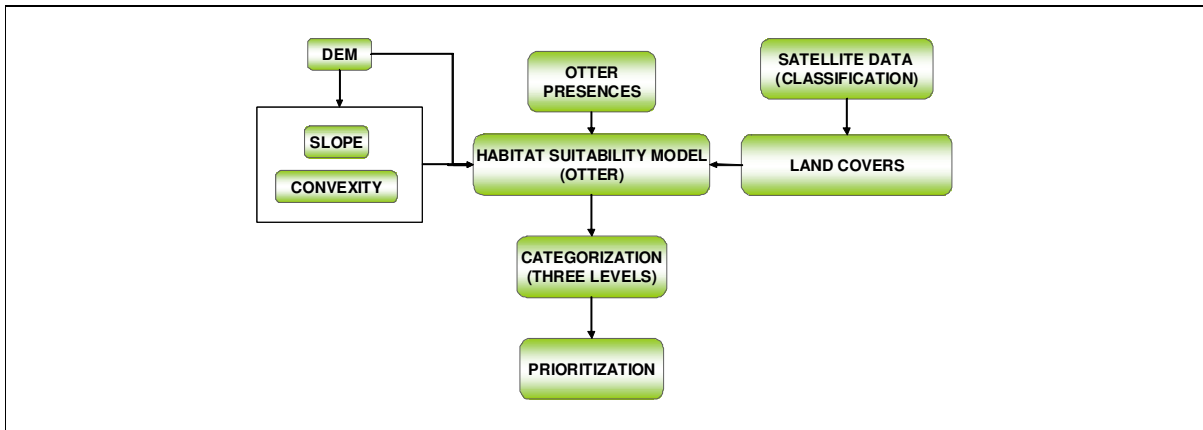 DEM
OTTER
PRESENCES
SATELLITE DATA
(CLASSIFICATION)
SLOPE
CONVEXITY
HABITAT SUITABILITY MODEL
(OTTER)
LAND COVERS
CATEGORIZATION
(THREE LEVELS)
PRIORITIZATION